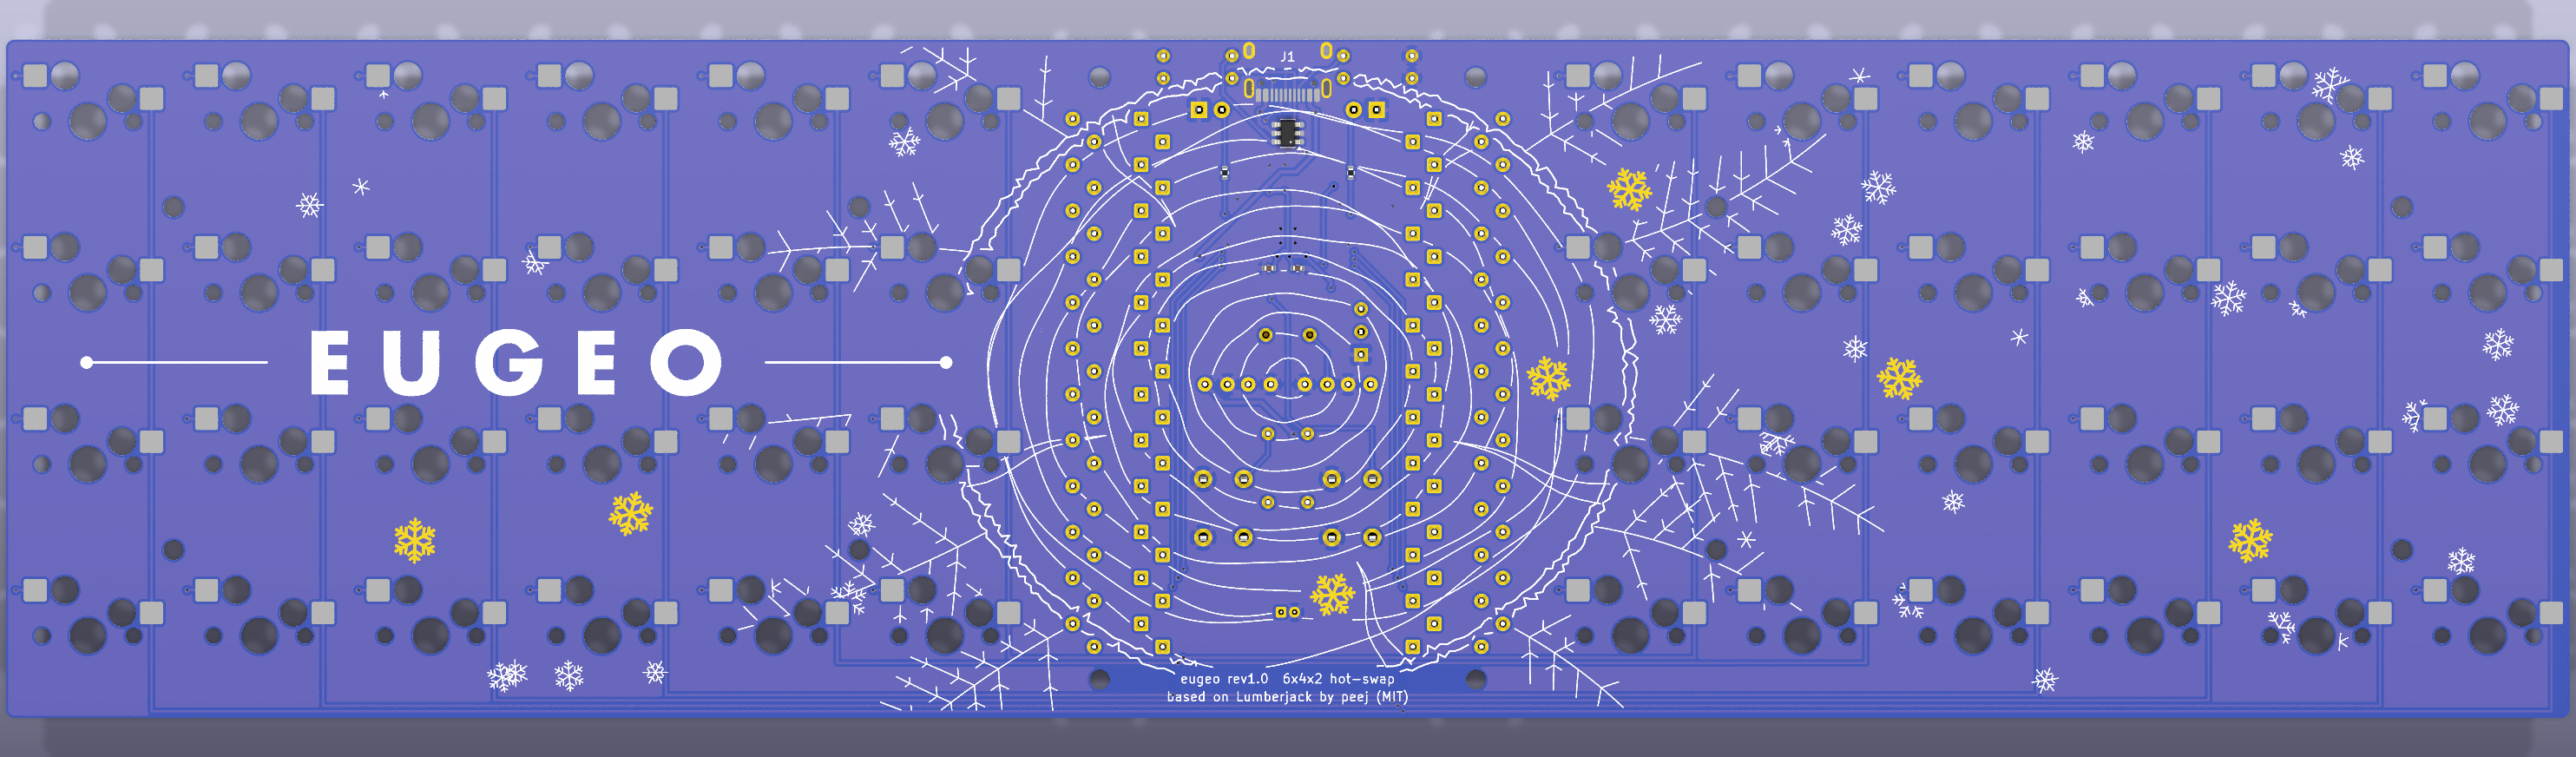 J1
EUGEO
eugeo rev1.0 6x4x2 hot-swap
based on Lumberjack by peej (MIT)